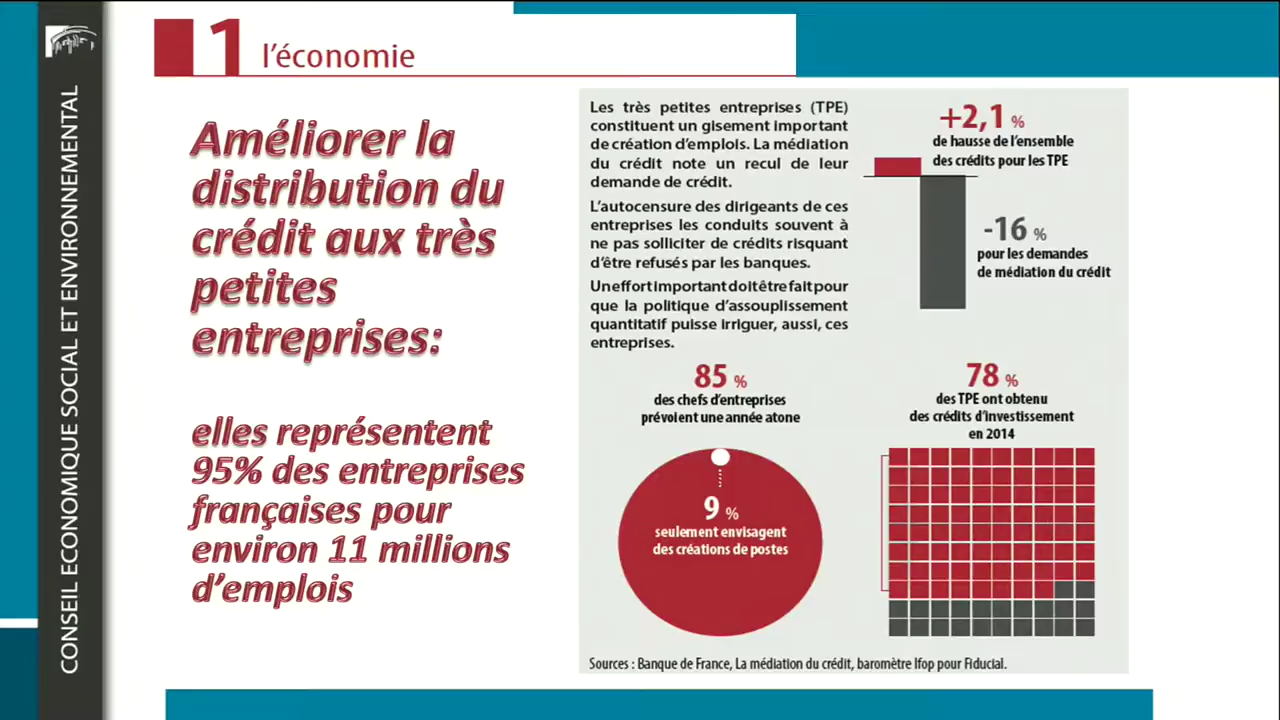 CONSEIL ECONOMIQUE SOCIAL ET ENVIRONNEMENTAL
1 l'économie
Améliorer la
distribution du
crédit aux très
petites
entreprises:
elles représentent
95% des entreprises
françaises pour
environ 11 millions
d'emplois
Les très petites entreprises (TPE)
constituent un gisement important
de création d'emplois. La médiation
du crédit note un recul de leur
demande de crédit.
L'autocensure des dirigeants de ces
entreprises les conduits souvent à
ne pas solliciter de crédits risquant
d'être refusés par les banques.
Un effort important doit être fait pour
que la politique d'assouplissement
quantitatif puisse irriguer, aussi, ces
entreprises.
+2,1 %
de hausse de l'ensemble
des crédits pour les TPE
-16 %
pour les demandes
de médiation du crédit
85 %
des chefs d'entreprises
prévoient une année atone
9 %
seulement envisagent
des créations de postes
78 %
des TPE ont obtenu
des crédits d'investissement
en 2014
Sources : Banque de France, La médiation du crédit, baromètre Ifop pour Fiducial.